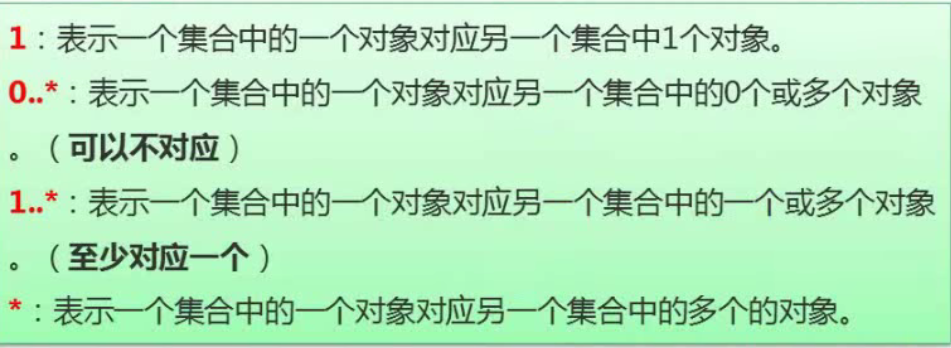 1：表示一个集合中的一个对象对应另一个集合中1个对象。
0..*：表示一个集合中的一个对象对应另一个集合中的0个或多个对象
。（可以不对应）
1..*：表示一个集合中的一个对象对应另一个集合中的一个或多个对象
。（至少对应一个）
*：表示一个集合中的一个对象对应另一个集合中的多个的对象。